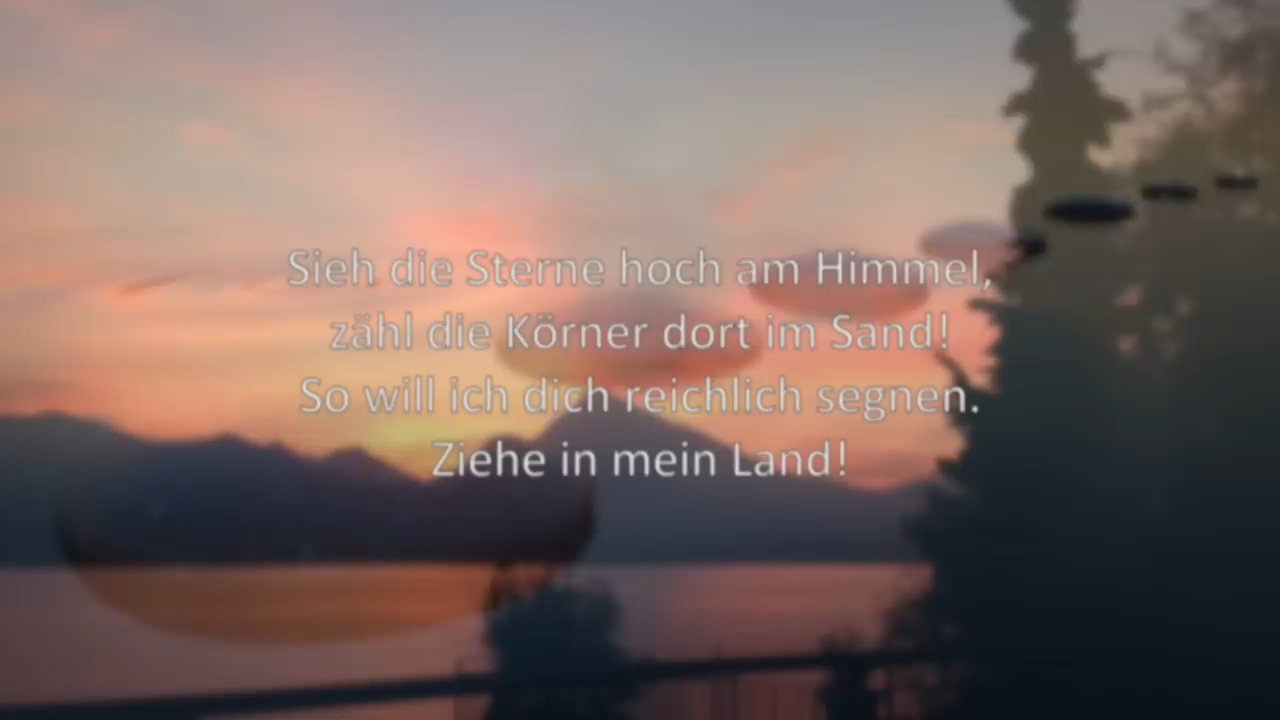 Sieh die Sterne hoch am Himmel,
zähl die Körner dort im Sand!
So will ich dich reichlich segnen.
Ziehe in mein Land!